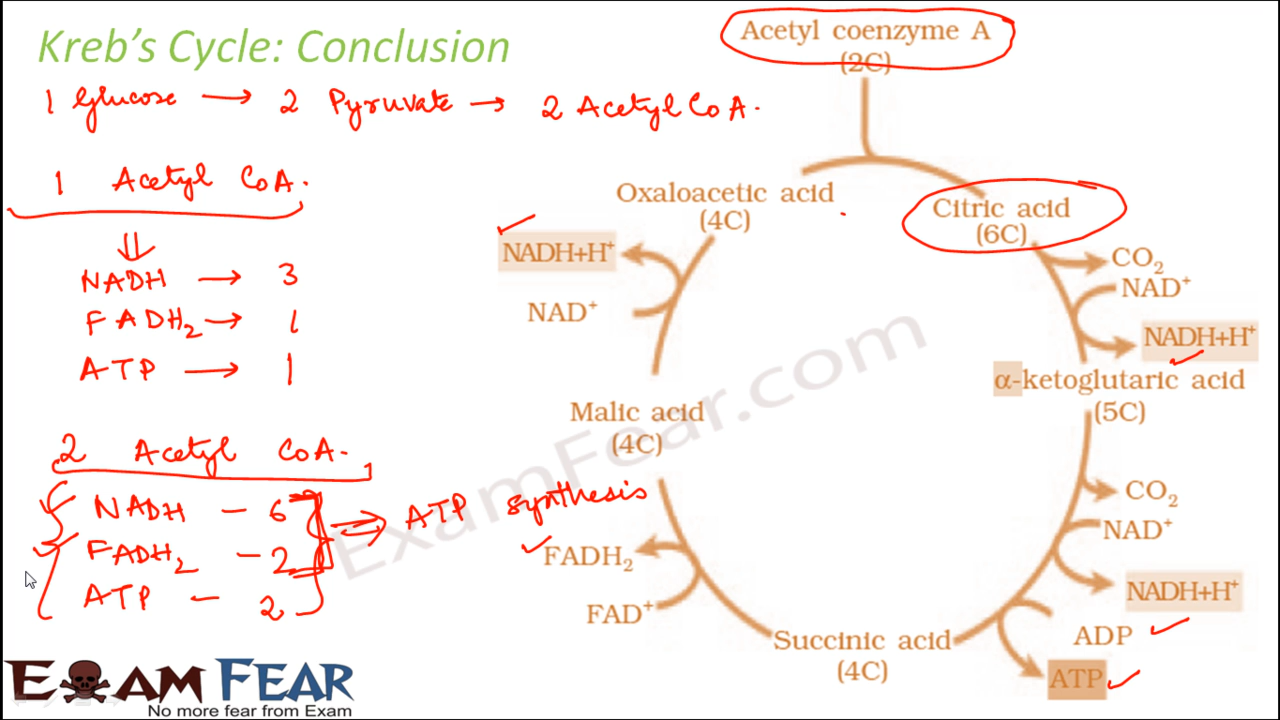 Kreb's Cycle: Conclusion
1 Glucose → 2 Pyruvate → 2 Acetyl CoA.
1 Acetyl CoA.
NADH → 3
FADH₂ → 1
ATP → 1
2 Acetyl CoA.
NADH - 6
FADH₂ - 2
ATP - 2
⇒ ATP synthesis
Acetyl coenzyme A
(2C)
Oxaloacetic acid
(4C)
Citric acid
(6C)
CO₂
NAD⁺
NADH+H⁺
α-ketoglutaric acid
(5C)
CO₂
NAD⁺
NADH+H⁺
ADP
ATP
Succinic acid
(4C)
FAD⁺
FADH₂
Malic acid
(4C)
NAD⁺
NADH+H⁺
ExamFear.com
EXAM FEAR
No more fear from Exam